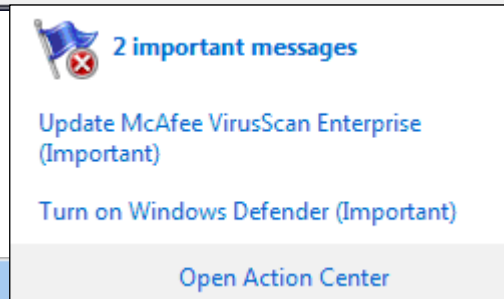 2 important messages
Update McAfee VirusScan Enterprise
(Important)
Turn on Windows Defender (Important)
Open Action Center